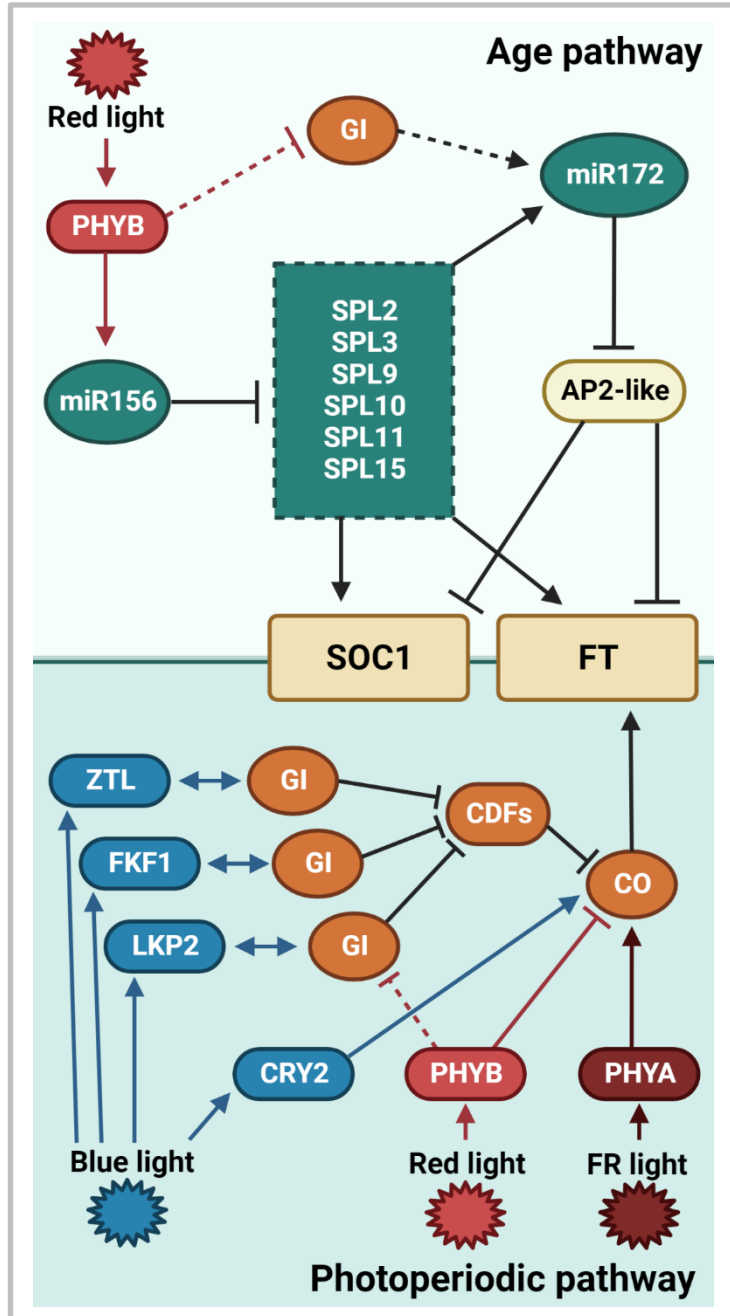 Age pathway
Red light
GI
miR172
PHYB
SPL2
SPL3
SPL9
SPL10
SPL11
SPL15
miR156
AP2-like
SOC1
FT
ZTL
GI
CDFs
FKF1
GI
CO
LKP2
GI
CRY2
PHYB
PHYA
Blue light
Red light
FR light
Photoperiodic pathway